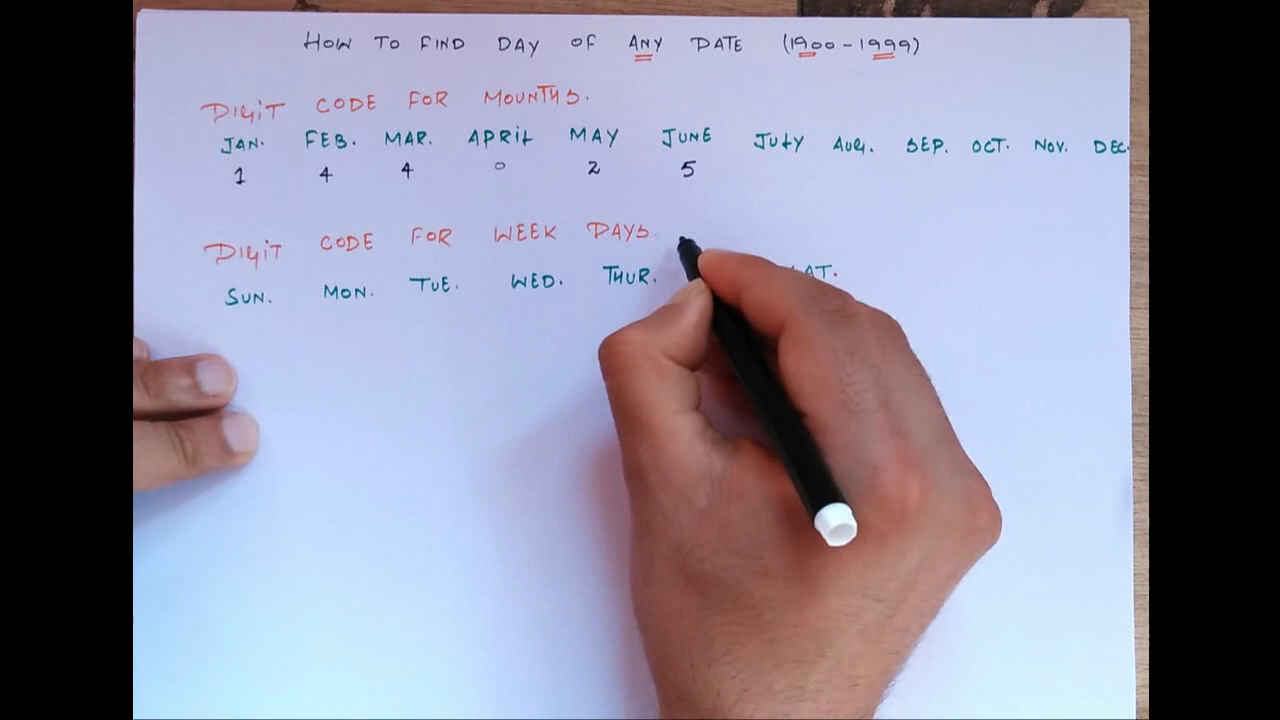 HOW TO FIND DAY OF ANY DATE (1900-1999)
DIGIT CODE FOR MOUNTHS.
JAN. FEB. MAR. APRIL MAY JUNE JULY AUG. SEP. OCT. NOV. DEC.
1 4 4 0 2 5
DIGIT CODE FOR WEEK DAYS.
SUN. MON. TUE. WED. THUR.